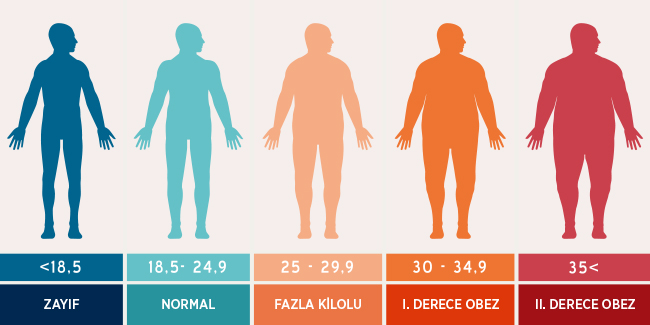 <18,5
18,5- 24,9
25 - 29,9
30 - 34,9
35<
ZAYIF
NORMAL
FAZLA KİLOLU
I. DERECE OBEZ
II. DERECE OBEZ